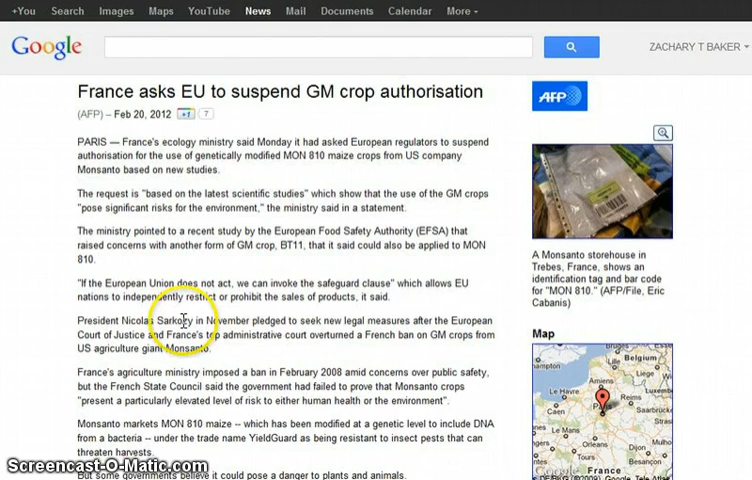 +You Search Images Maps YouTube News Mail Documents Calendar More
Google
ZACHARY T BAKER
France asks EU to suspend GM crop authorisation
(AFP) – Feb 20, 2012 +1 7
PARIS — France's ecology ministry said Monday it had asked European regulators to suspend
authorisation for the use of genetically modified MON 810 maize crops from US company
Monsanto based on new studies.
The request is "based on the latest scientific studies" which show that the use of the GM crops
"pose significant risks for the environment," the ministry said in a statement.
The ministry pointed to a recent study by the European Food Safety Authority (EFSA) that
raised concerns with another form of GM crop, BT11, that it said could also be applied to MON
810.
"If the European Union does not act, we can invoke the safeguard clause" which allows EU
nations to independently restrict or prohibit the sales of products, it said.
President Nicolas Sarkozy in November pledged to seek new legal measures after the European
Court of Justice and France's top administrative court overturned a French ban on GM crops from
US agriculture giant Monsanto.
France's agriculture ministry imposed a ban in February 2008 amid concerns over public safety,
but the French State Council said the government had failed to prove that Monsanto crops
"present a particularly elevated level of risk to either human health or the environment".
Monsanto markets MON 810 maize -- which has been modified at a genetic level to include DNA
from a bacteria -- under the trade name YieldGuard as being resistant to insect pests that can
threaten harvests.
But some governments believe it could pose a danger to plants and animals.
AFP
A Monsanto storehouse in
Trebes, France, shows an
identification tag and bar code
for "MON 810." (AFP/File, Eric
Cabanis)
Map
Belgium
Le Havre
Amiens
Caen
Reims
Saarbrücke
Le Mans
Orléans
Dijon
Google
France
Screencast-O-Matic.com